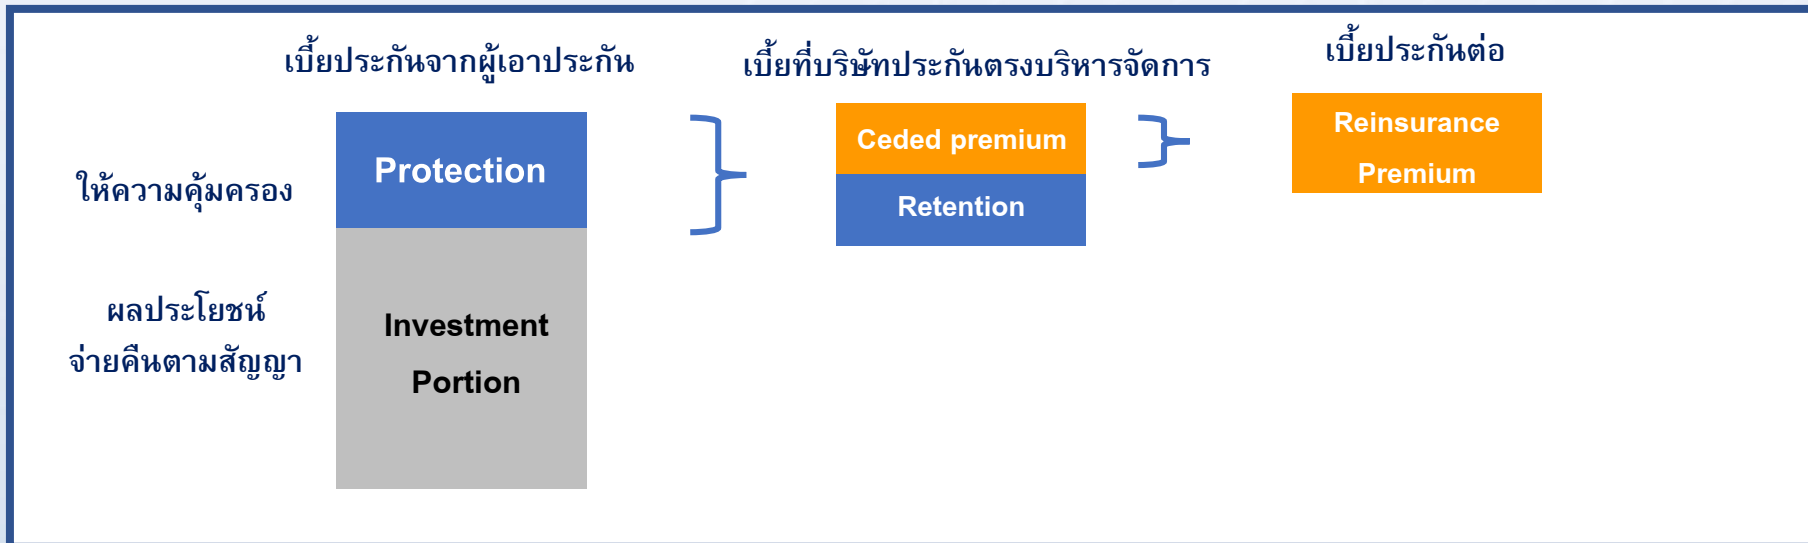 เบี้ยประกันจากผู้เอาประกัน
เบี้ยที่บริษัทประกันตรงบริหารจัดการ
เบี้ยประกันต่อ
ให้ความคุ้มครอง
Protection
Ceded premium
Retention
Reinsurance
Premium
ผลประโยชน์
จ่ายคืนตามสัญญา
Investment
Portion